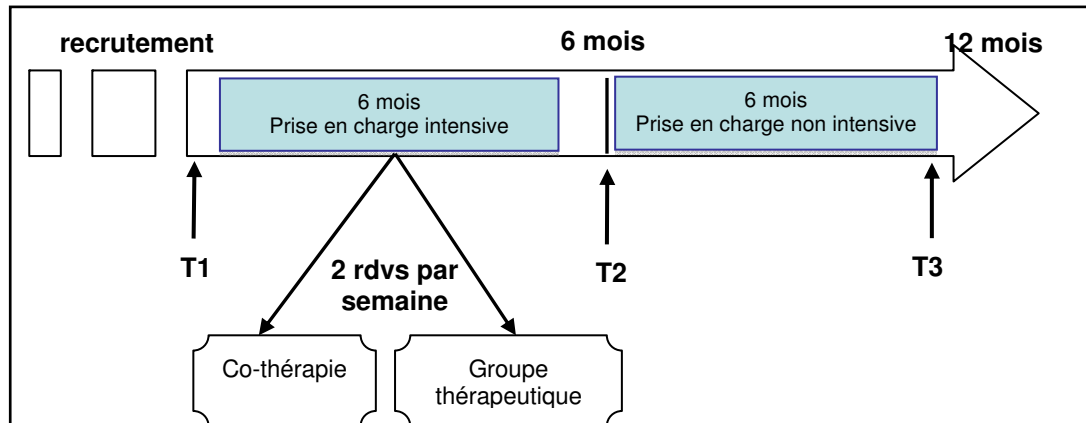 recrutement
6 mois
12 mois
6 mois
Prise en charge intensive
6 mois
Prise en charge non intensive
T1
T2
T3
2 rdvs par
semaine
Co-thérapie
Groupe
thérapeutique